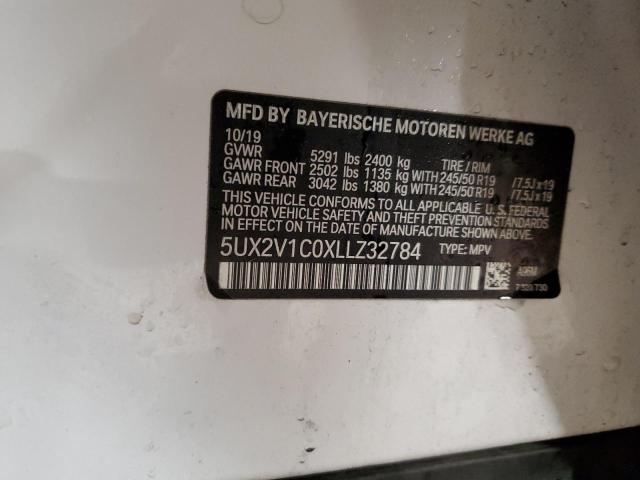 MFD BY BAYERISCHE MOTOREN WERKE AG
10/19
GVWR 5291 lbs 2400 kg TIRE / RIM
GAWR FRONT 2502 lbs 1135 kg WITH 245/50 R19 /7.5J x 19
GAWR REAR 3042 lbs 1380 kg WITH 245/50 R19 /7.5J x 19
THIS VEHICLE CONFORMS TO ALL APPLICABLE U. S. FEDERAL
MOTOR VEHICLE SAFETY AND THEFT PREVENTION STANDARDS
IN EFFECT ON THE DATE OF MANUFACTURE SHOWN ABOVE.
5UX2V1C0XLLZ32784 TYPE: MPV
A96M